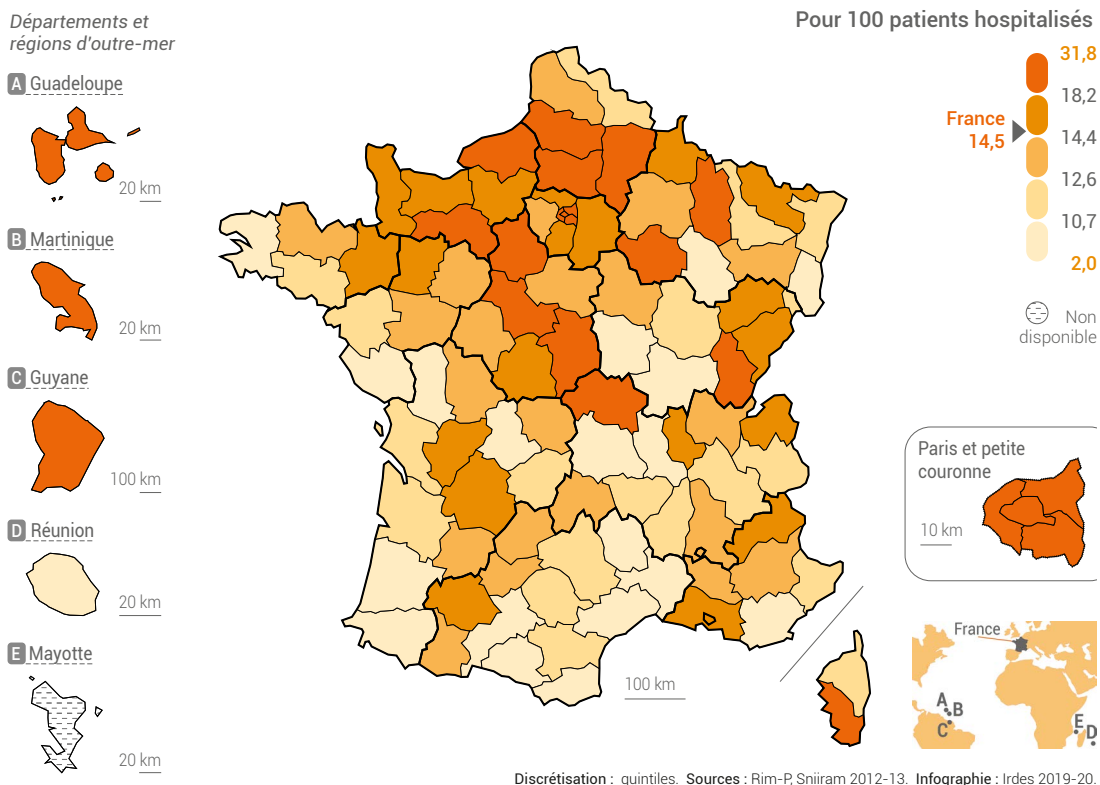 Départements et
régions d'outre-mer
A Guadeloupe
20 km
B Martinique
20 km
C Guyane
100 km
D Réunion
20 km
E Mayotte
20 km
Pour 100 patients hospitalisés
31,8
18,2
France
14,5
14,4
12,6
10,7
2,0
Non
disponible
Paris et petite
couronne
10 km
100 km
France
A
B
C
E
D
Discrétisation : quintiles. Sources : Rim-P, Sniiram 2012-13. Infographie : Irdes 2019-20.